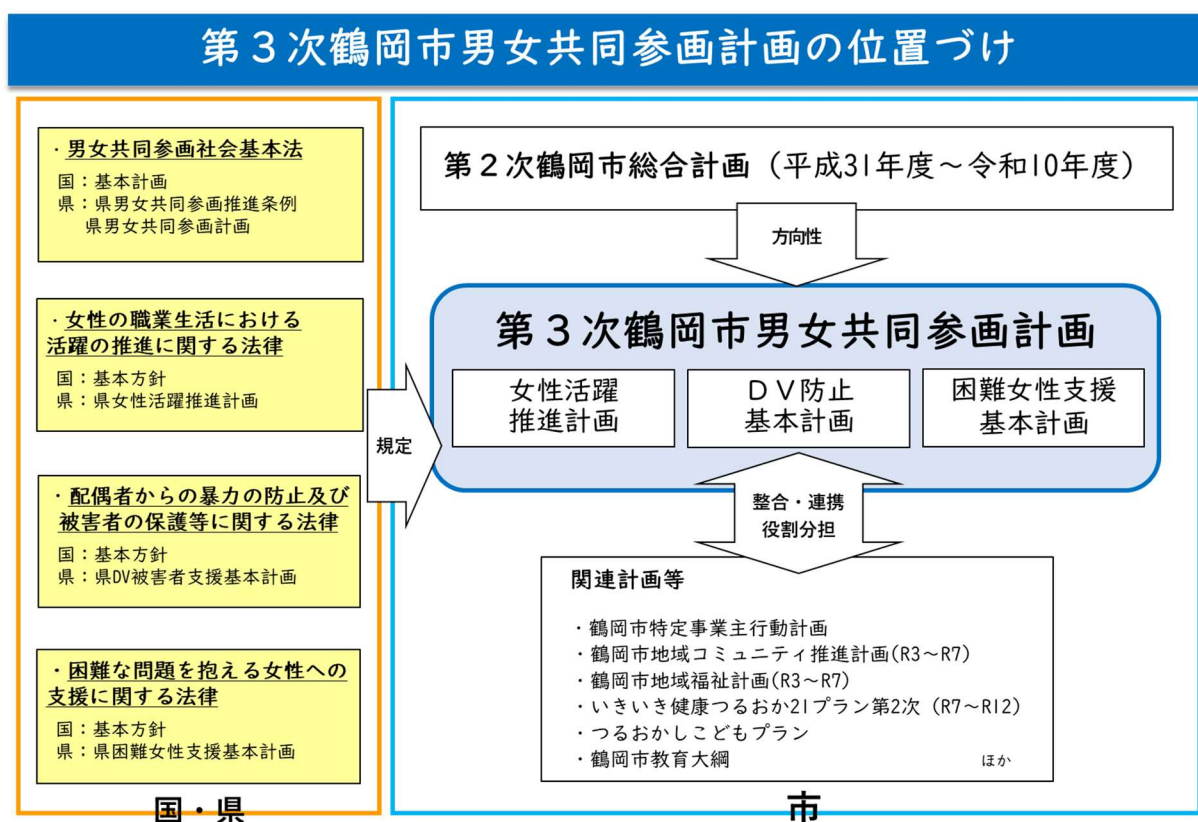 第3次鶴岡市男女共同参画計画の位置づけ
・男女共同参画社会基本法
国：基本計画
県：県男女共同参画推進条例
県男女共同参画計画
・女性の職業生活における
活躍の推進に関する法律
国：基本方針
県：県女性活躍推進計画
・配偶者からの暴力の防止及び
被害者の保護等に関する法律
国：基本方針
県：県DV被害者支援基本計画
・困難な問題を抱える女性への
支援に関する法律
国：基本方針
県：県困難女性支援基本計画
国・県
規定
第２次鶴岡市総合計画（平成31年度～令和10年度）
方向性
第３次鶴岡市男女共同参画計画
女性活躍
推進計画
ＤＶ防止
基本計画
困難女性支援
基本計画
整合・連携
役割分担
関連計画等
・鶴岡市特定事業主行動計画
・鶴岡市地域コミュニティ推進計画(R3～R7)
・鶴岡市地域福祉計画(R3～R7)
・いきいき健康つるおか21プラン第2次（R7～R12）
・つるおかしこどもプラン
・鶴岡市教育大綱
ほか
市